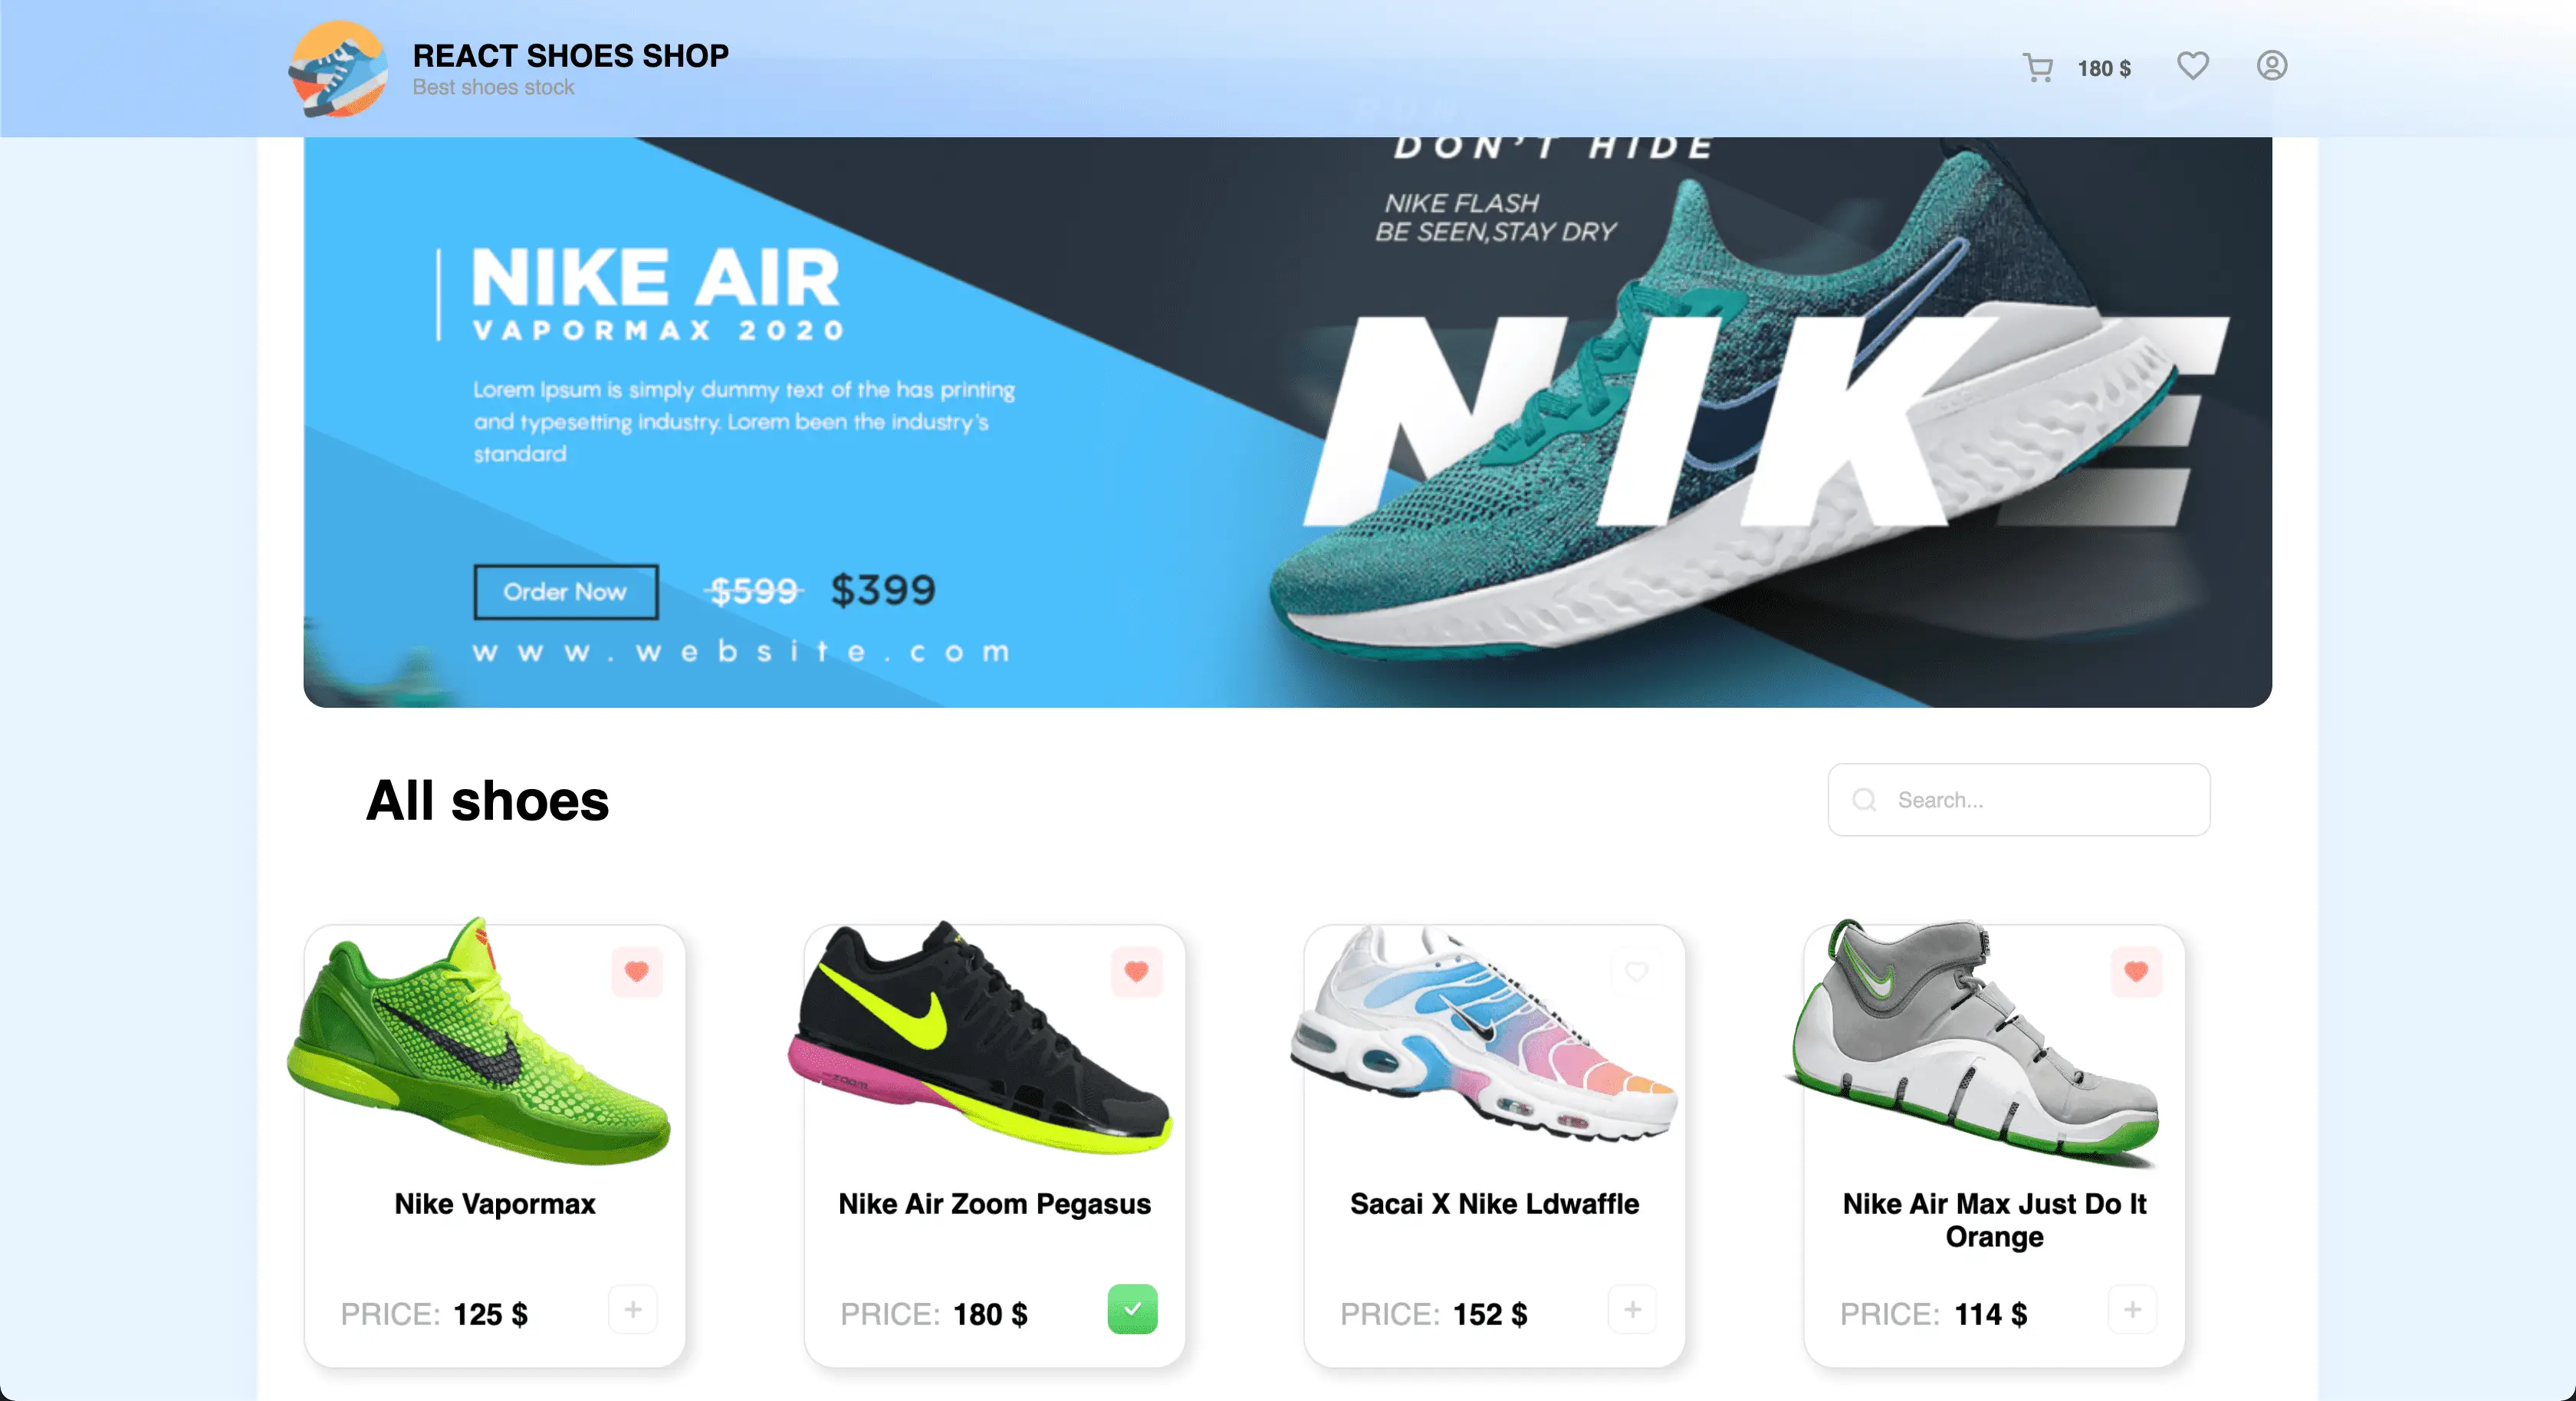 REACT SHOES SHOP
Best shoes stock
180 $
DON'T HIDE
NIKE FLASH
BE SEEN,STAY DRY
NIKE AIR
VAPORMAX 2020
Lorem Ipsum is simply dummy text of the has printing
and typesetting industry. Lorem been the industry's
standard
NIKE
Order Now $599 $399
www.website.com
All shoes
Search...
Nike Vapormax
Nike Air Zoom Pegasus
Sacai X Nike Ldwaffle
Nike Air Max Just Do It
Orange
PRICE: 125 $
PRICE: 180 $
PRICE: 152 $
PRICE: 114 $